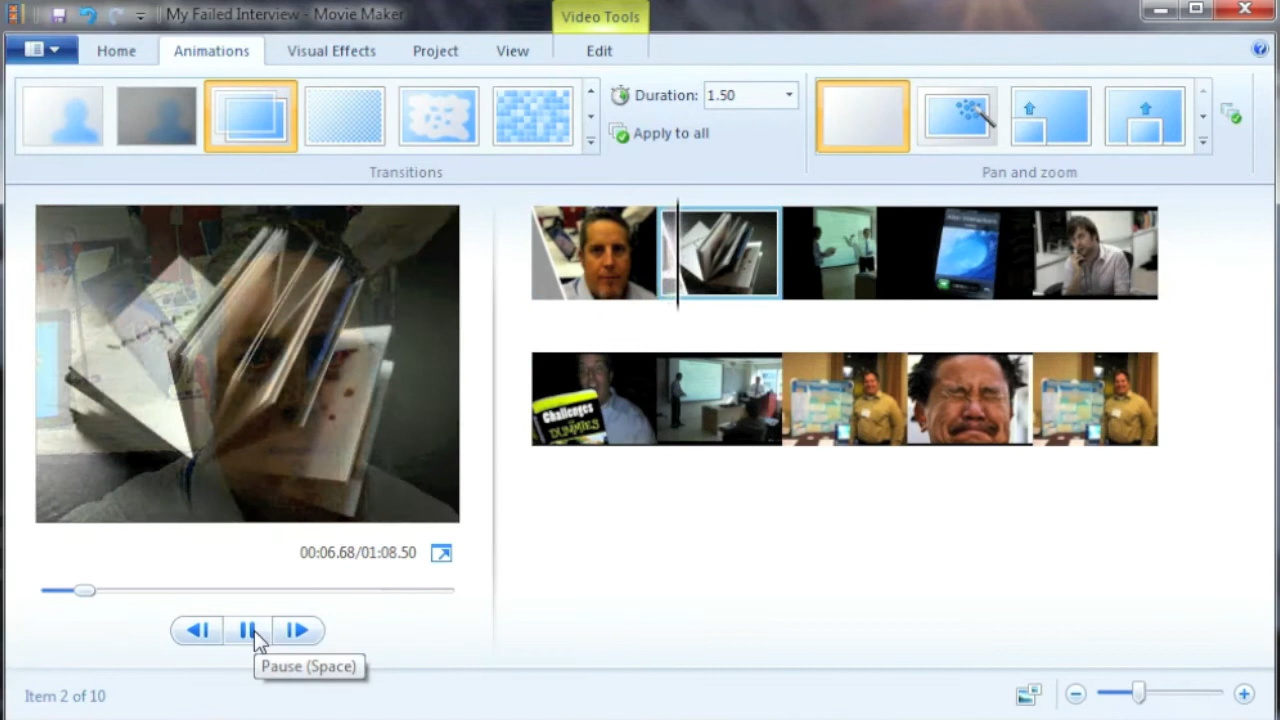 My Failed Interview - Movie Maker
Video Tools
Home
Animations
Visual Effects
Project
View
Edit
Duration:
1.50
Apply to all
Transitions
Pan and zoom
Challenges
DUMMIES
00:06.68/01:08.50
Pause (Space)
Item 2 of 10